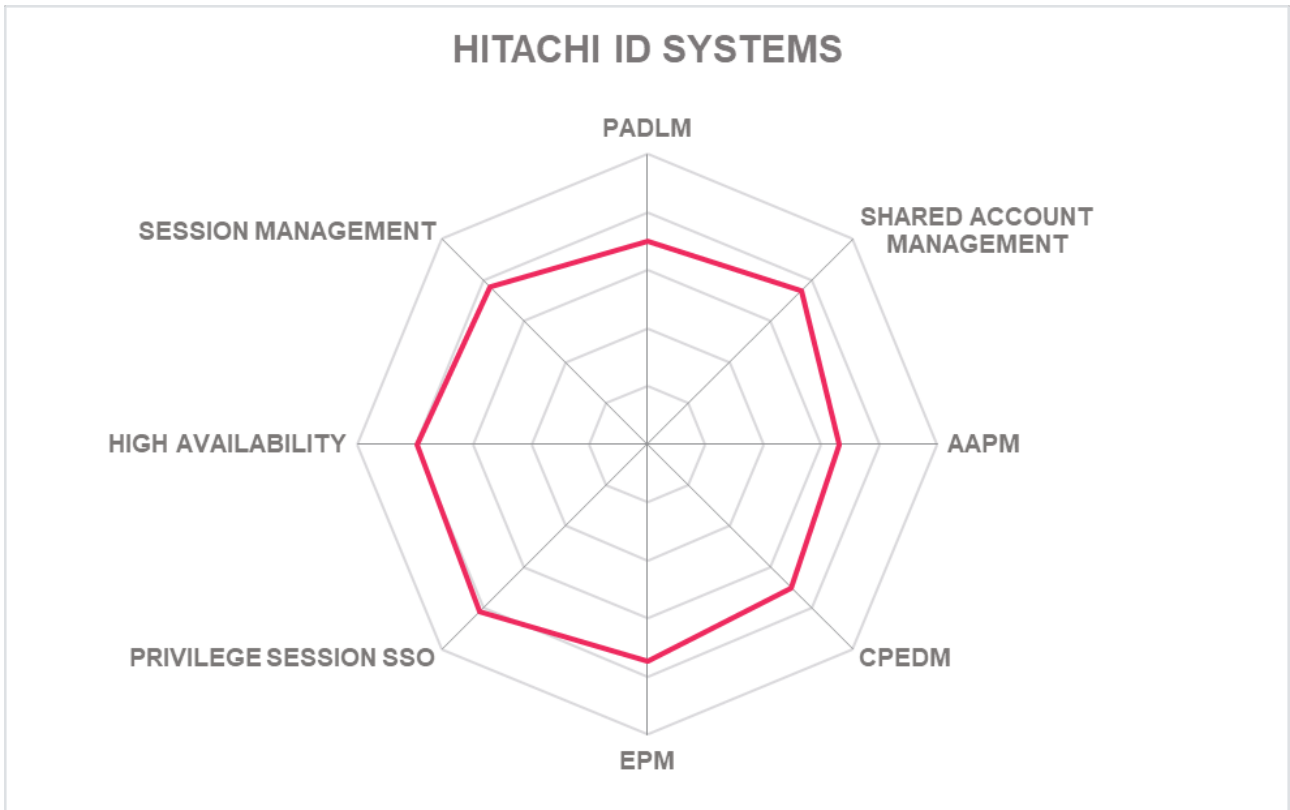 HITACHI ID SYSTEMS
PADLM
SHARED ACCOUNT
MANAGEMENT
SESSION MANAGEMENT
HIGH AVAILABILITY
AAPM
PRIVILEGE SESSION SSO
CPEDM
EPM